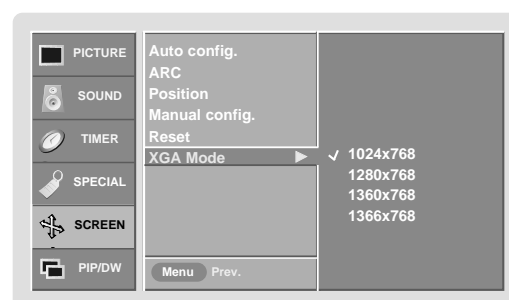 PICTURE
SOUND
TIMER
SPECIAL
SCREEN
PIP/DW
Auto config.
ARC
Position
Manual config.
Reset
XGA Mode
1024x768
1280x768
1360x768
1366x768
Menu Prev.